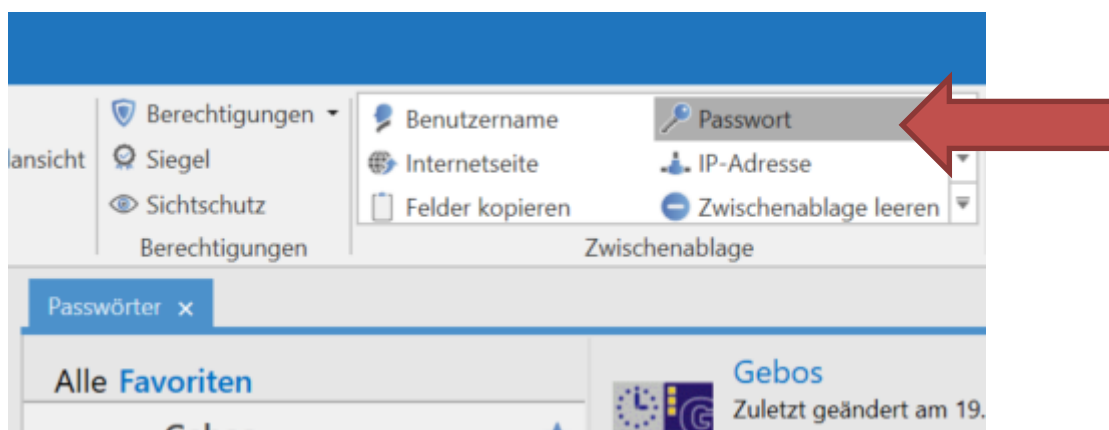 Berechtigungen
Siegel
Sichtschutz
Berechtigungen
Benutzername
Passwort
Internetseite
IP-Adresse
Felder kopieren
Zwischenablage leeren
Zwischenablage
Passwörter
Alle Favoriten
Gebos
Zuletzt geändert am 19.